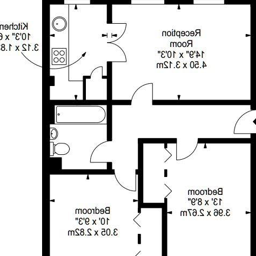 Reception
Room
14'9" x 10'3"
4.50 x 3.12m
Kitchen
10'3" x 6
3.12 x 1.8
Bedroom
13' x 8'9"
3.96 x 2.67m
Bedroom
10' x 9'3"
3.05 x 2.82m